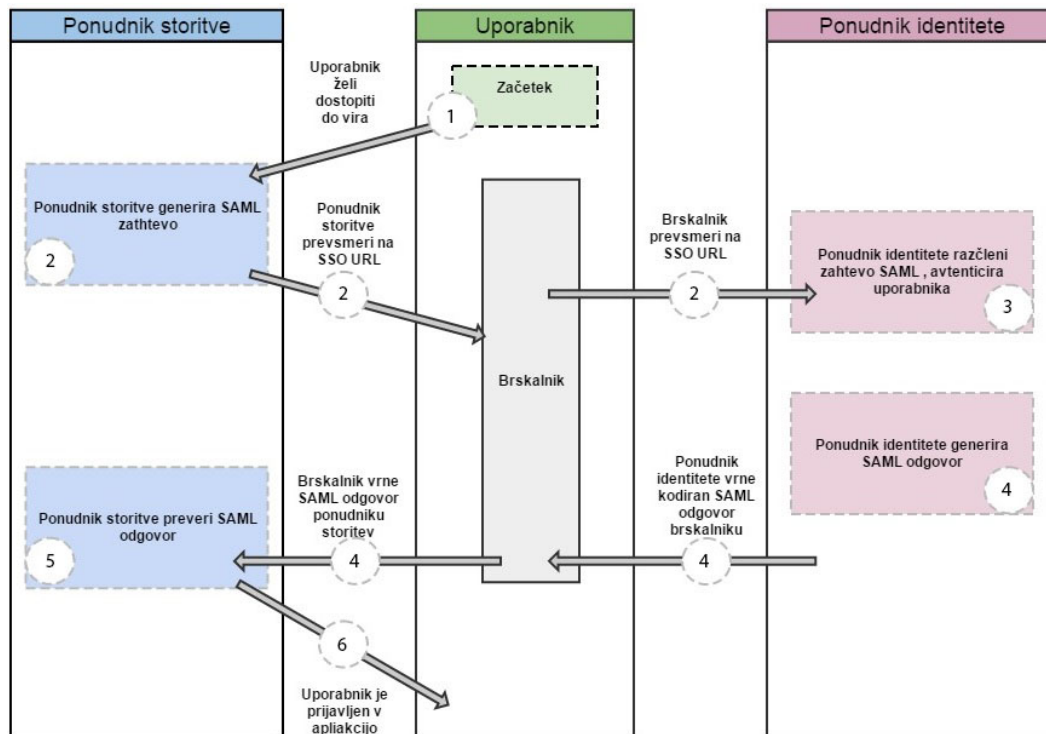 Ponudnik storitve
Uporabnik
Ponudnik identitete
Uporabnik
želi
dostopiti
do vira
Začetek
1
Ponudnik storitve generira SAML
zathtevo
2
Ponudnik
storitve
prevsmeri na
SSO URL
2
Brskalnik
prevsmeri na
SSO URL
2
Ponudnik identitete razčleni
zahtevo SAML , avtenticira
uporabnika
3
Brskalnik
Ponudnik identitete generira
SAML odgovor
4
Ponudnik
identitete vrne
kodiran SAML
odgovor
brskalniku
4
Brskalnik vrne
SAML odgovor
ponudniku
storitev
4
Ponudnik storitve preveri SAML
odgovor
5
6
Uporabnik je
prijavljen v
apliakcijo